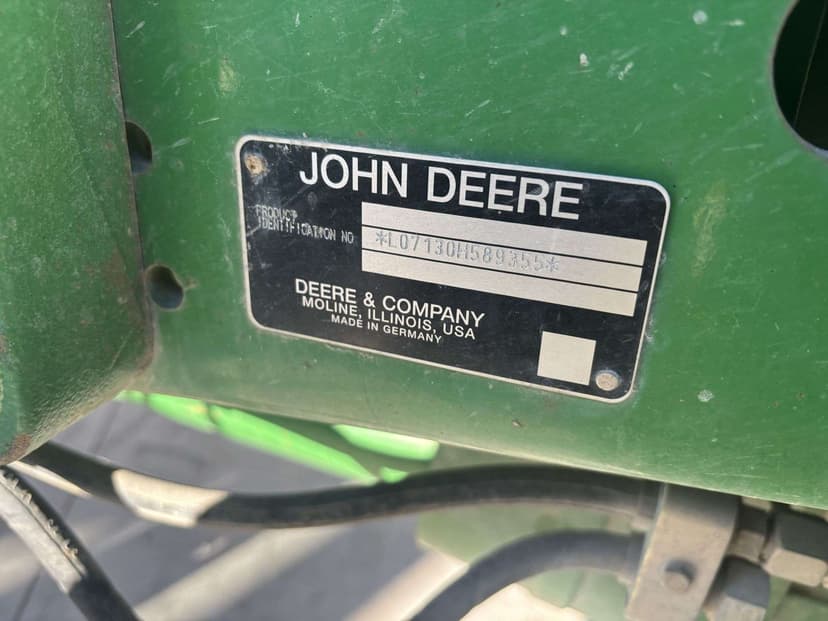 JOHN DEERE
PRODUCT
IDENTIFICATION NO
*L07130H589355*
DEERE & COMPANY
MOLINE, ILLINOIS, USA
MADE IN GERMANY